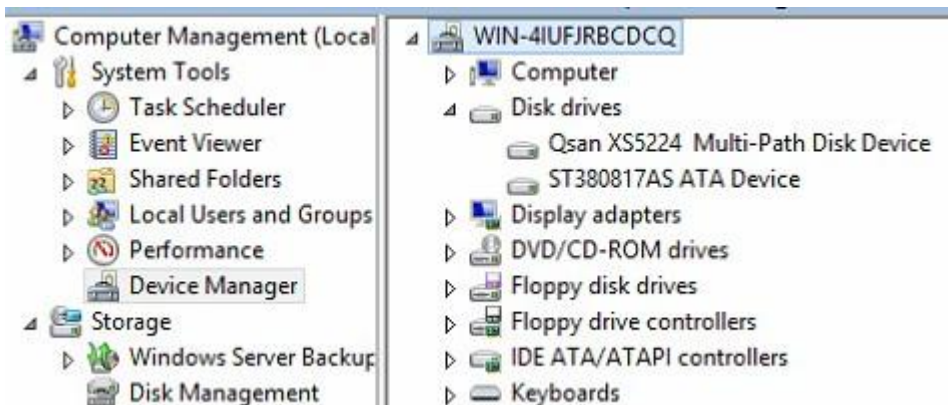 Computer Management (Local
System Tools
Task Scheduler
Event Viewer
Shared Folders
Local Users and Groups
Performance
Device Manager
Storage
Windows Server Backup
Disk Management
WIN-4IUFJRBCDCQ
Computer
Disk drives
Qsan XS5224 Multi-Path Disk Device
ST380817AS ATA Device
Display adapters
DVD/CD-ROM drives
Floppy disk drives
Floppy drive controllers
IDE ATA/ATAPI controllers
Keyboards